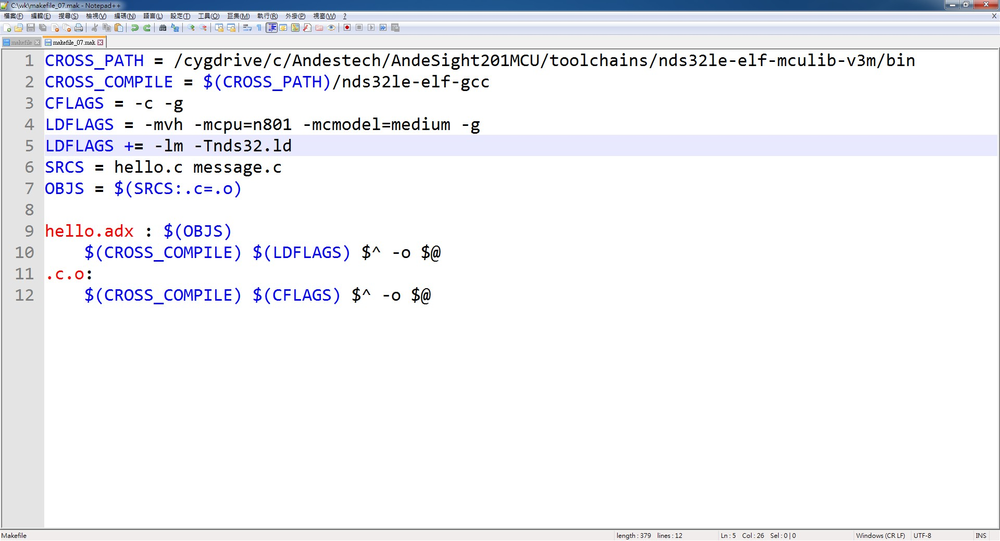 C:\wk\makefile_07.mak - Notepad++
檔案(F) 編輯(E) 搜尋(S) 檢視(V) 編碼(N) 語言(L) 設定(T) 工具(O) 巨集(M) 執行(R) 外掛(P) 視窗(W) ? X
makefile makefile_07.mak
1 CROSS_PATH = /cygdrive/c/Andestech/AndeSight201MCU/toolchains/nds32le-elf-mculib-v3m/bin
2 CROSS_COMPILE = $(CROSS_PATH)/nds32le-elf-gcc
3 CFLAGS = -c -g
4 LDFLAGS = -mvh -mcpu=n801 -mcmodel=medium -g
5 LDFLAGS += -lm -Tnds32.ld
6 SRCS = hello.c message.c
7 OBJS = $(SRCS:.c=.o)
8
9 hello.adx : $(OBJS)
10 $(CROSS_COMPILE) $(LDFLAGS) $^ -o $@
11 .c.o:
12 $(CROSS_COMPILE) $(CFLAGS) $^ -o $@
Makefile length : 379 lines : 12 Ln : 5 Col : 26 Sel : 0 | 0 Windows (CR LF) UTF-8 INS